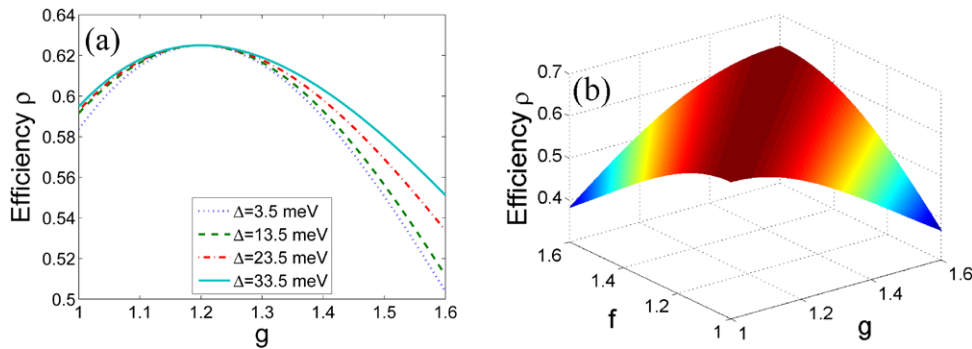 (a)
Efficiency ρ
0.64
0.62
0.6
0.58
0.56
0.54
0.52
0.5
Δ=3.5 meV
Δ=13.5 meV
Δ=23.5 meV
Δ=33.5 meV
1 1.1 1.2 1.3 1.4 1.5 1.6
g
(b)
Efficiency ρ
0.7
0.6
0.5
0.4
1.6
1.4
1.2
1
f
1
1.2
1.4
1.6
g